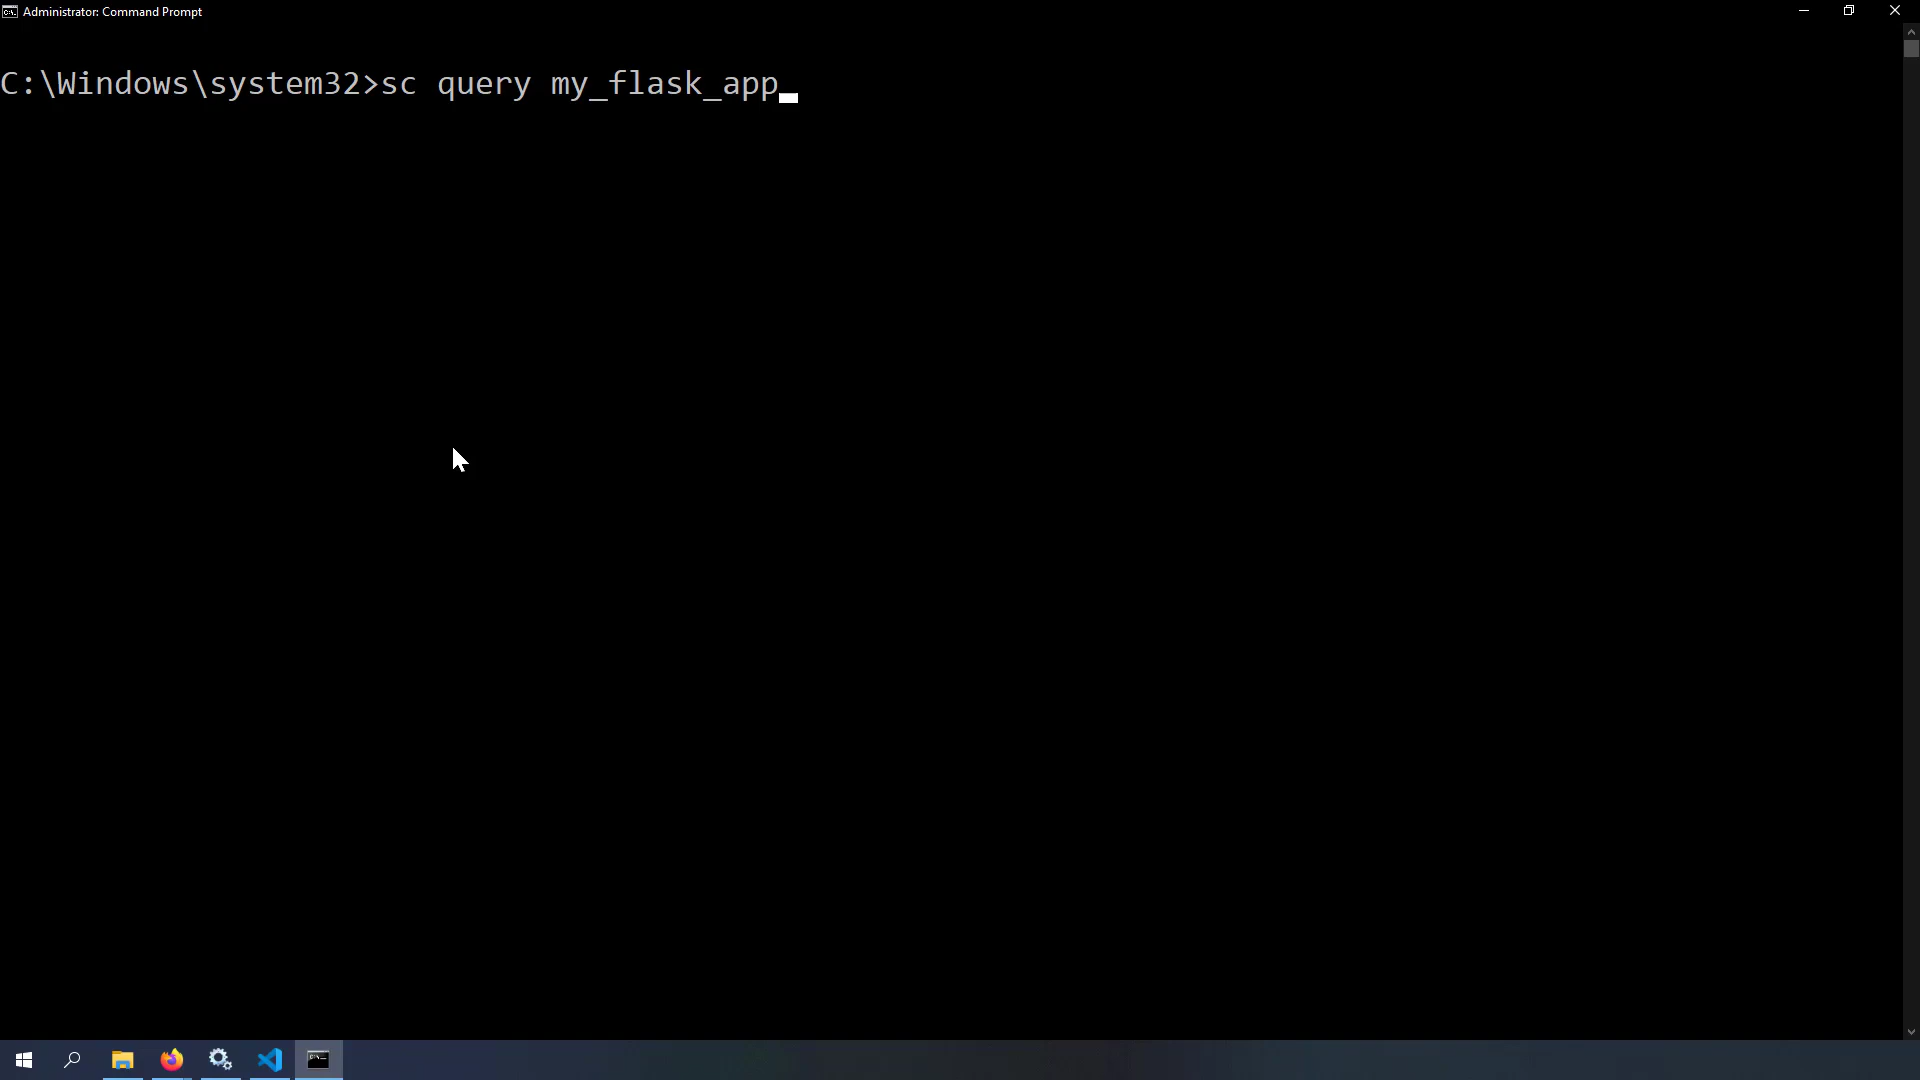 Administrator: Command Prompt
C:\Windows\system32>sc query my_flask_app